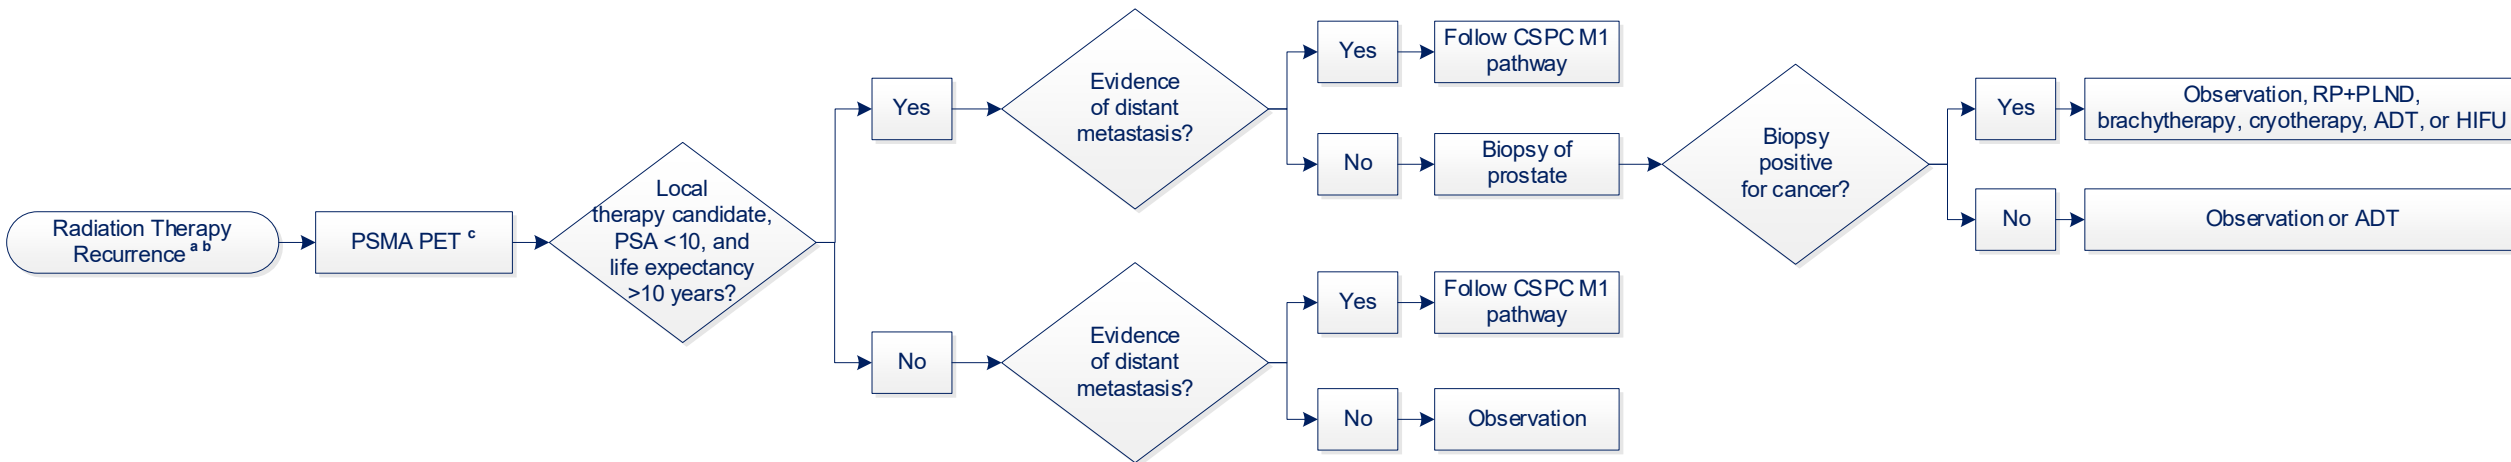 Radiation Therapy
Recurrence a b
PSMA PET c
Local
therapy candidate,
PSA <10, and
life expectancy
>10 years?
Yes
Evidence
of distant
metastasis?
Yes
Follow CSPC M1
pathway
No
Biopsy of
prostate
Biopsy
positive
for cancer?
Yes
Observation, RP+PLND,
brachytherapy, cryotherapy, ADT, or HIFU
No
Observation or ADT
No
Evidence
of distant
metastasis?
Yes
Follow CSPC M1
pathway
No
Observation